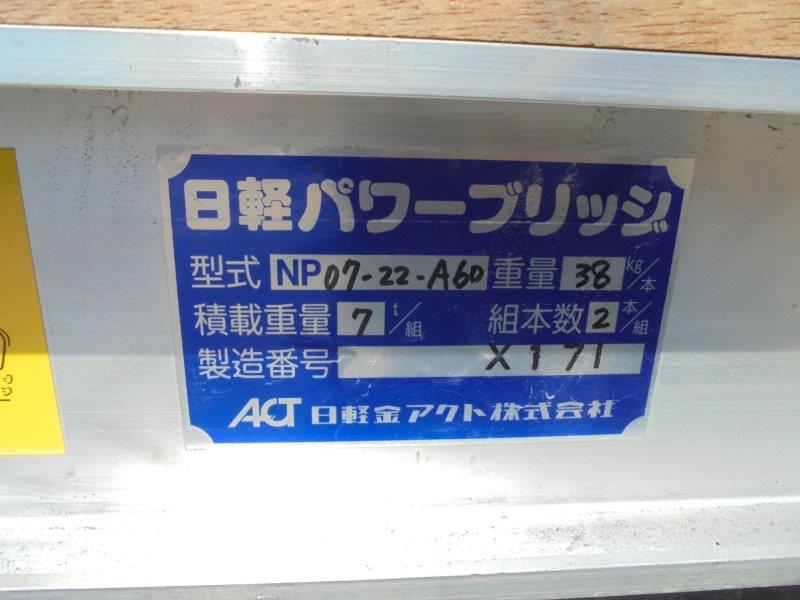 日軽パワーブリッジ
型式 NP07-22-A60 重量 38 kg/本
積載重量 7 t/組 組本数 2 本/組
製造番号 X171
ACT 日軽金アクト株式会社